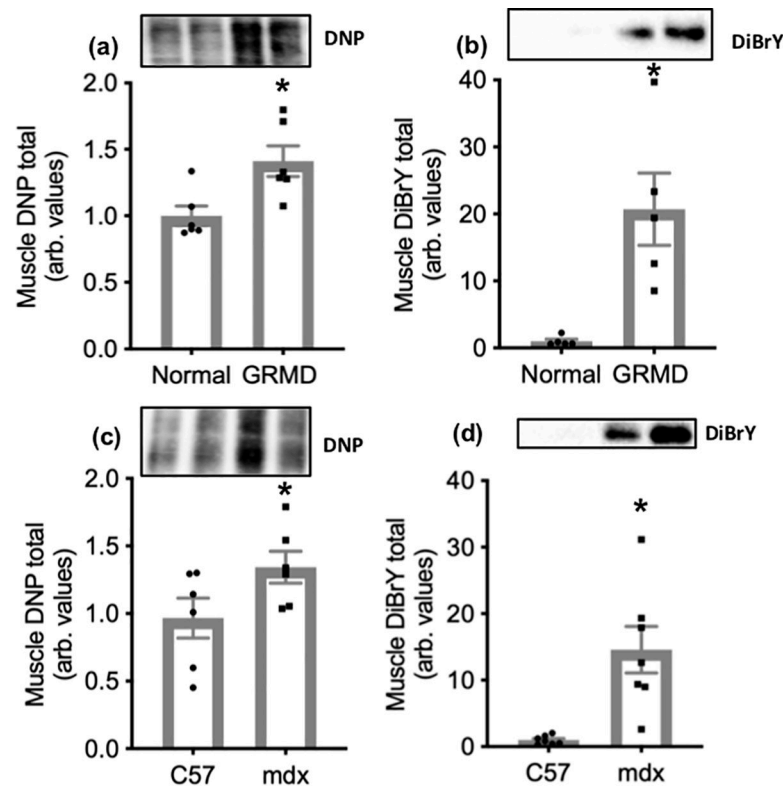 (a)
DNP
*
Muscle DNP total
(arb. values)
2.0
1.5
1.0
0.5
0.0
Normal GRMD
(b)
DiBrY
*
Muscle DiBrY total
(arb. values)
40
30
20
10
0
Normal GRMD
(c)
DNP
*
Muscle DNP total
(arb. values)
2.0
1.5
1.0
0.5
0.0
C57 mdx
(d)
DiBrY
*
Muscle DiBrY total
(arb. values)
40
30
20
10
0
C57 mdx